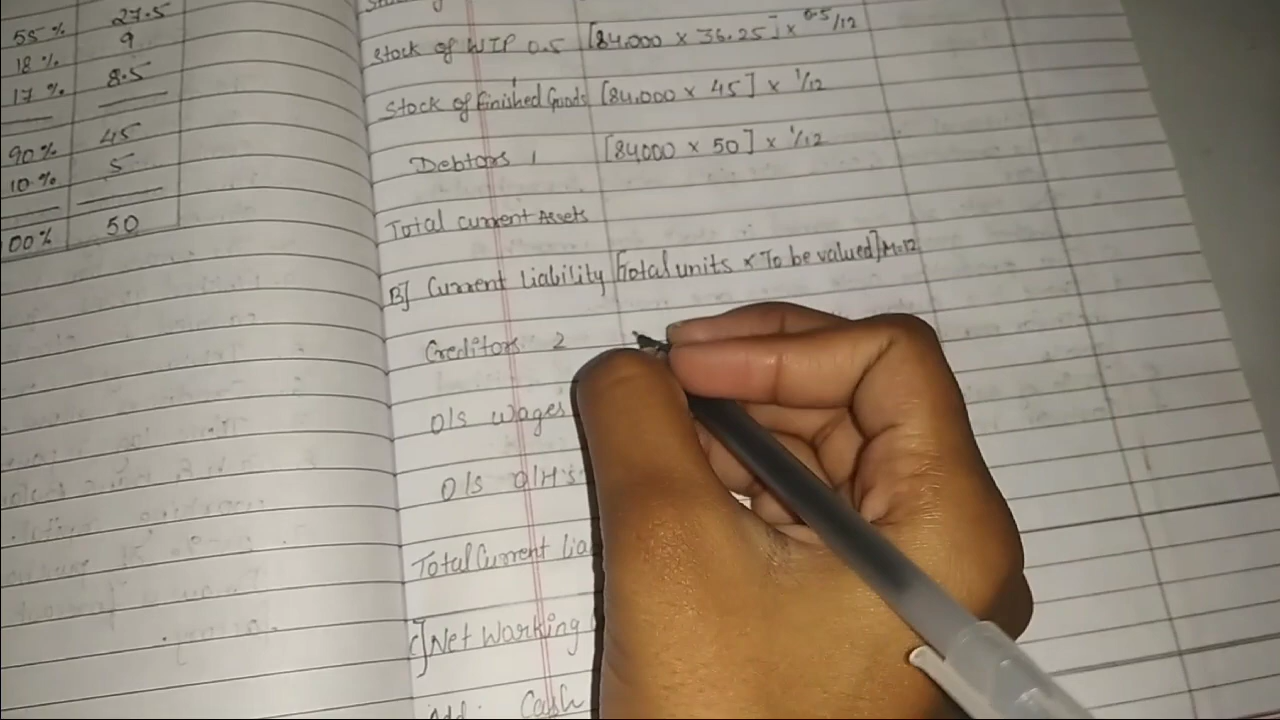 55% 27.5
18% 9
17% 8.5
90% 45
10% 5
00% 50
Stock of WIP 0.5 [84,000 x 36.25] x 0.5/12
Stock of Finished Goods 1 [84,000 x 45] x 1/12
Debtors 1 [84000 x 50] x 1/12
Total current Assets
B] Current Liability [Total units x To be valued] M÷12
Creditors 2
O/S wages
O/S O/H's
Total Current Lia
C] Net Working
Add: Cash